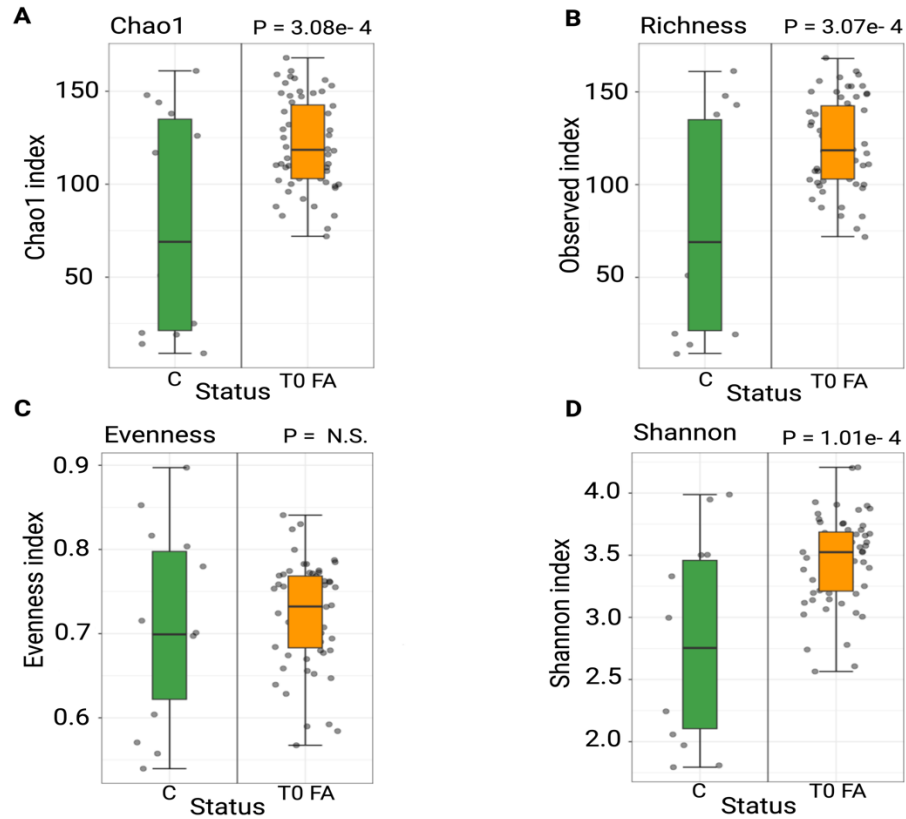 A
Chao1
P = 3.08e- 4
Chao1 index
150
100
50
C
T0 FA
Status
B
Richness
P = 3.07e- 4
Observed index
150
100
50
C
T0 FA
Status
C
Evenness
P = N.S.
Evenness index
0.9
0.8
0.7
0.6
C
T0 FA
Status
D
Shannon
P = 1.01e- 4
Shannon index
4.0
3.5
3.0
2.5
2.0
C
T0 FA
Status